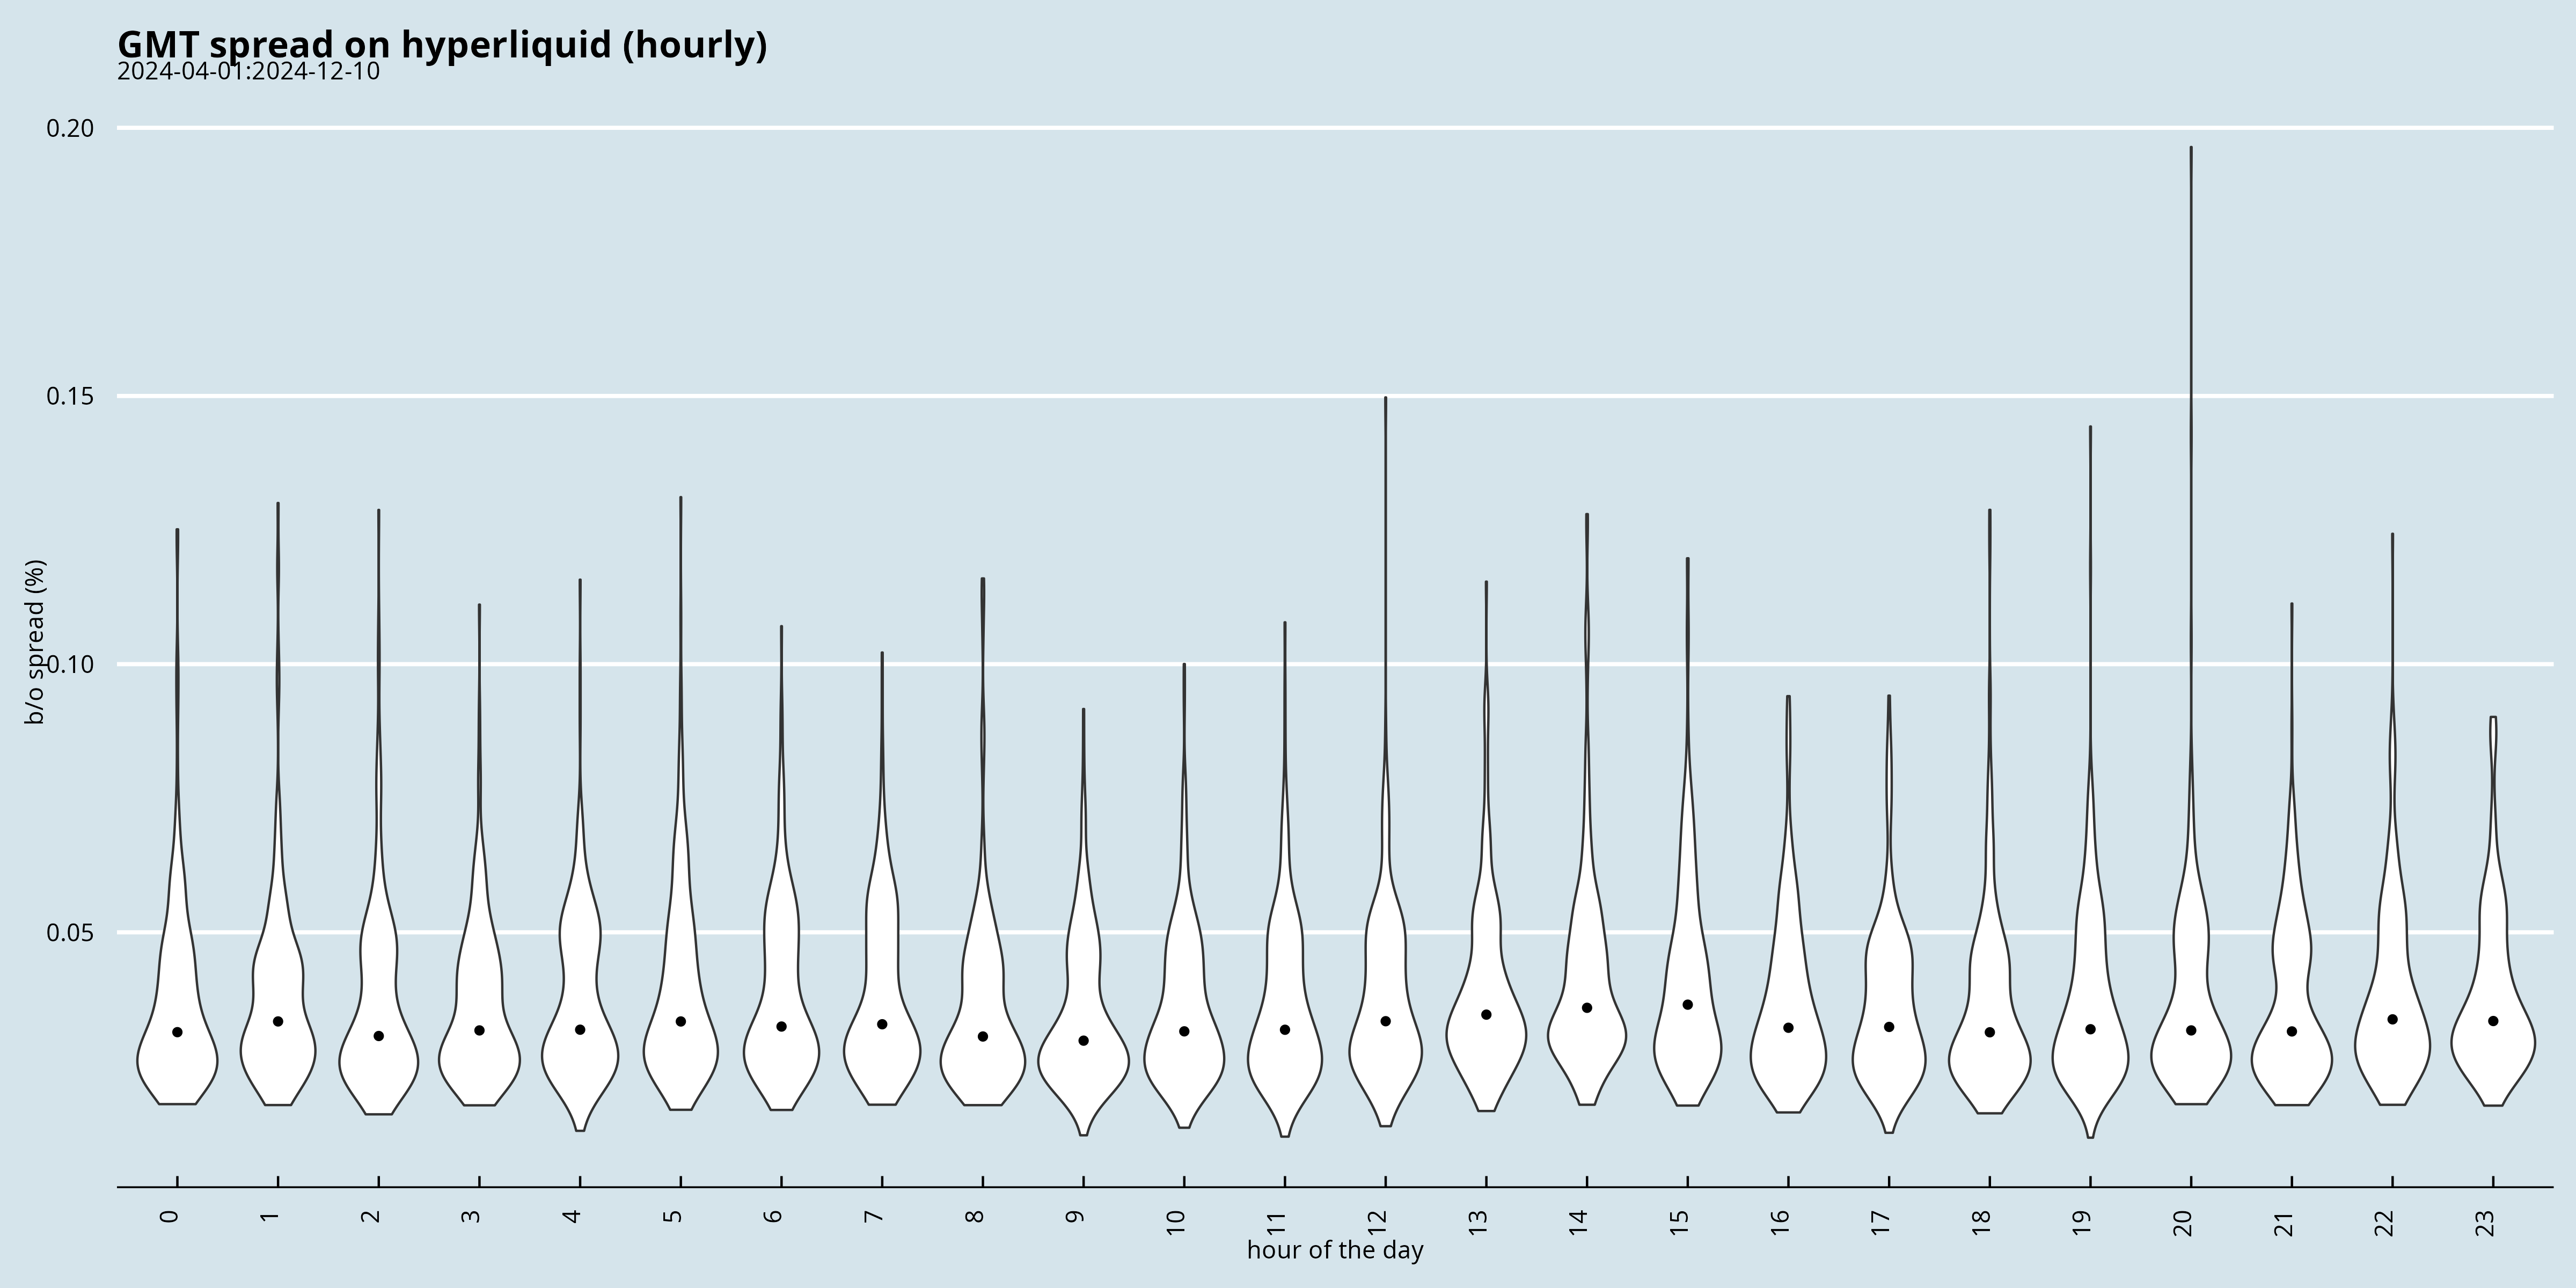 GMT spread on hyperliquid (hourly)
2024-04-01:2024-12-10
0.20
0.15
0.10
0.05
b/o spread (%)
0 1 2 3 4 5 6 7 8 9 10 11 12 13 14 15 16 17 18 19 20 21 22 23
hour of the day